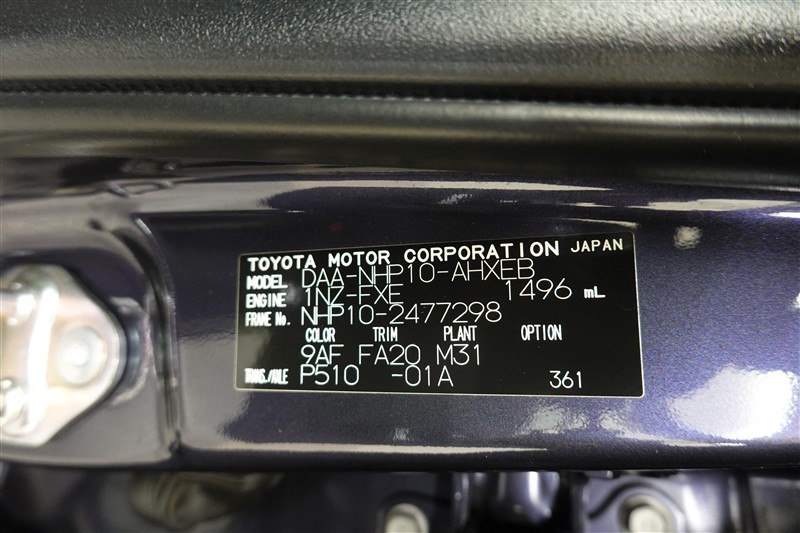 TOYOTA MOTOR CORPORATION JAPAN
MODEL DAA-NHP10-AHXEB
ENGINE 1NZ-FXE 1496 mL
FRAME No. NHP10-2477298
COLOR TRIM PLANT OPTION
9AF FA20 M31
TRANS./AXLE P510 -01A 361